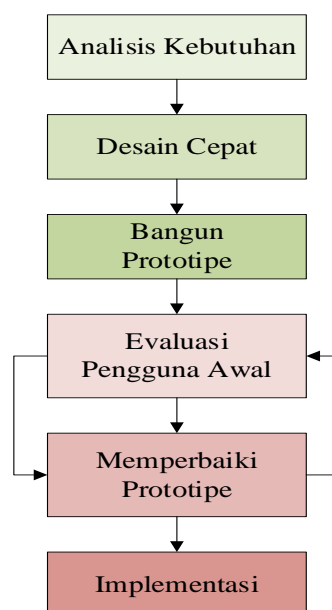 Analisis Kebutuhan
Desain Cepat
Bangun
Prototipe
Evaluasi
Pengguna Awal
Memperbaiki
Prototipe
Implementasi